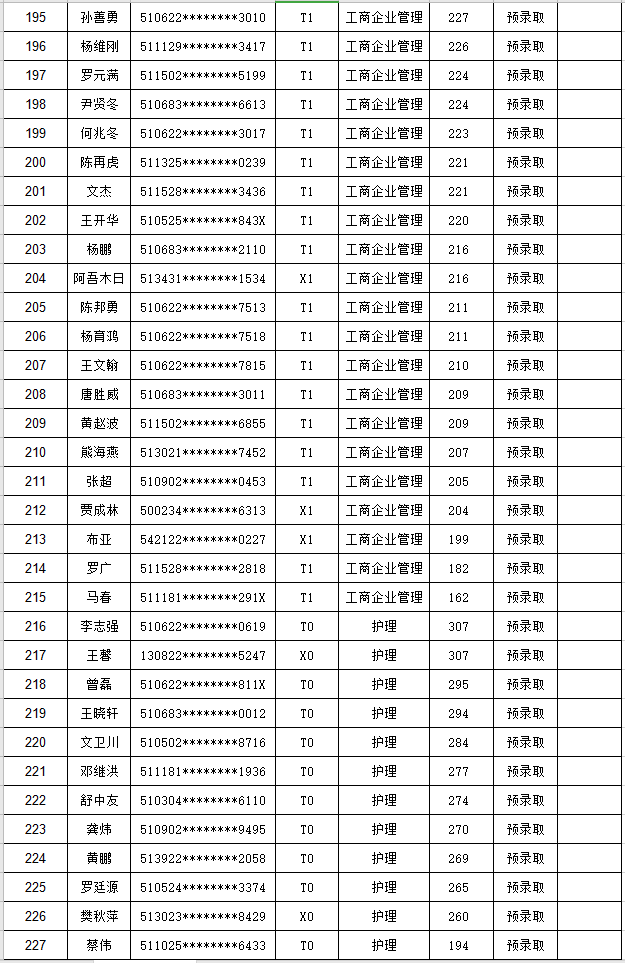 195 孙善勇 510622********3010 T1 工商企业管理 227 预录取
196 杨维刚 511129********3417 T1 工商企业管理 226 预录取
197 罗元满 511502********5199 T1 工商企业管理 224 预录取
198 尹贤冬 510683********6613 T1 工商企业管理 224 预录取
199 何兆冬 510622********3017 T1 工商企业管理 223 预录取
200 陈再虎 511325********0239 T1 工商企业管理 221 预录取
201 文杰 511528********3436 T1 工商企业管理 221 预录取
202 王开华 510525********843X T1 工商企业管理 220 预录取
203 杨鹏 510683********2110 T1 工商企业管理 216 预录取
204 阿吾木日 513431********1534 X1 工商企业管理 216 预录取
205 陈邦勇 510622********7513 T1 工商企业管理 211 预录取
206 杨育鸿 510622********7518 T1 工商企业管理 211 预录取
207 王文翰 510622********7815 T1 工商企业管理 210 预录取
208 唐胜威 510683********3011 T1 工商企业管理 209 预录取
209 黄赵波 511502********6855 T1 工商企业管理 209 预录取
210 熊海燕 513021********7452 T1 工商企业管理 207 预录取
211 张超 510902********0453 T1 工商企业管理 205 预录取
212 贾成林 500234********6313 X1 工商企业管理 204 预录取
213 布亚 542122********0227 X1 工商企业管理 199 预录取
214 罗广 511528********2818 T1 工商企业管理 182 预录取
215 马春 511181********291X T1 工商企业管理 162 预录取
216 李志强 510622********0619 T0 护理 307 预录取
217 王馨 130822********5247 X0 护理 307 预录取
218 曾磊 510622********811X T0 护理 295 预录取
219 王晓轩 510683********0012 T0 护理 294 预录取
220 文卫川 510502********8716 T0 护理 284 预录取
221 邓维洪 511181********1936 T0 护理 277 预录取
222 舒中友 510304********6110 T0 护理 274 预录取
223 龚炜 510902********9495 T0 护理 270 预录取
224 黄鹏 513922********2058 T0 护理 269 预录取
225 罗廷源 510524********3374 T0 护理 265 预录取
226 樊秋萍 513023********8429 X0 护理 260 预录取
227 蔡伟 511025********6433 T0 护理 194 预录取